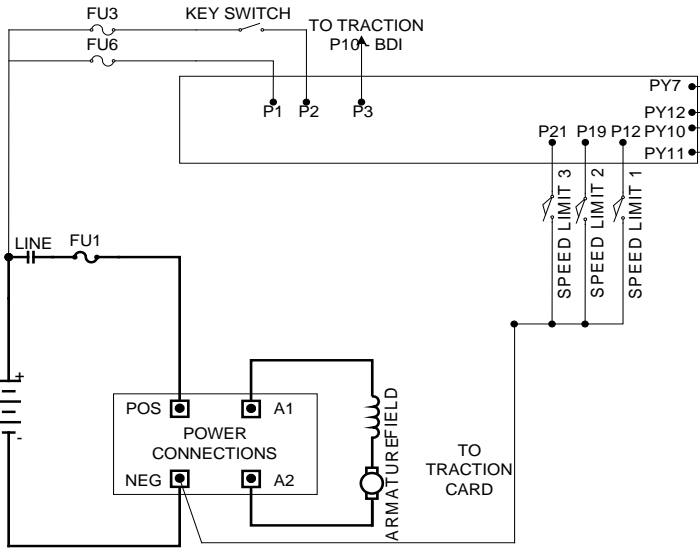 FU3
KEY SWITCH
TO TRACTION
P10 - BDI
FU6
P1
P2
P3
PY7
PY12
P21
P19
P12
PY10
PY11
SPEED LIMIT 3
SPEED LIMIT 2
SPEED LIMIT 1
LINE
FU1
+
-
POS
A1
POWER
CONNECTIONS
NEG
A2
FIELD
ARMATURE
TO
TRACTION
CARD